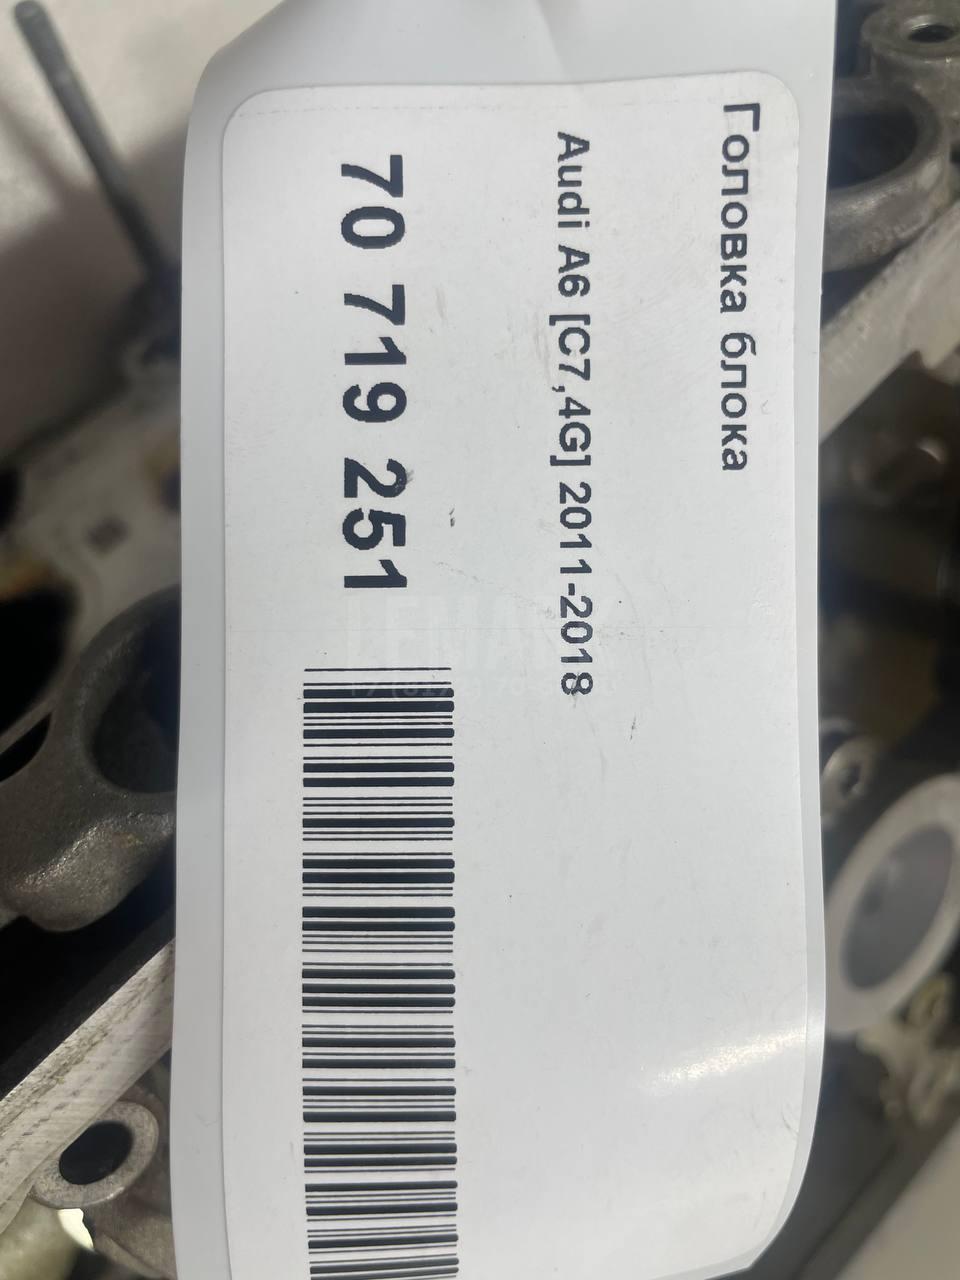 Головка блока
Audi A6 [C7,4G] 2011-2018
70 719 251